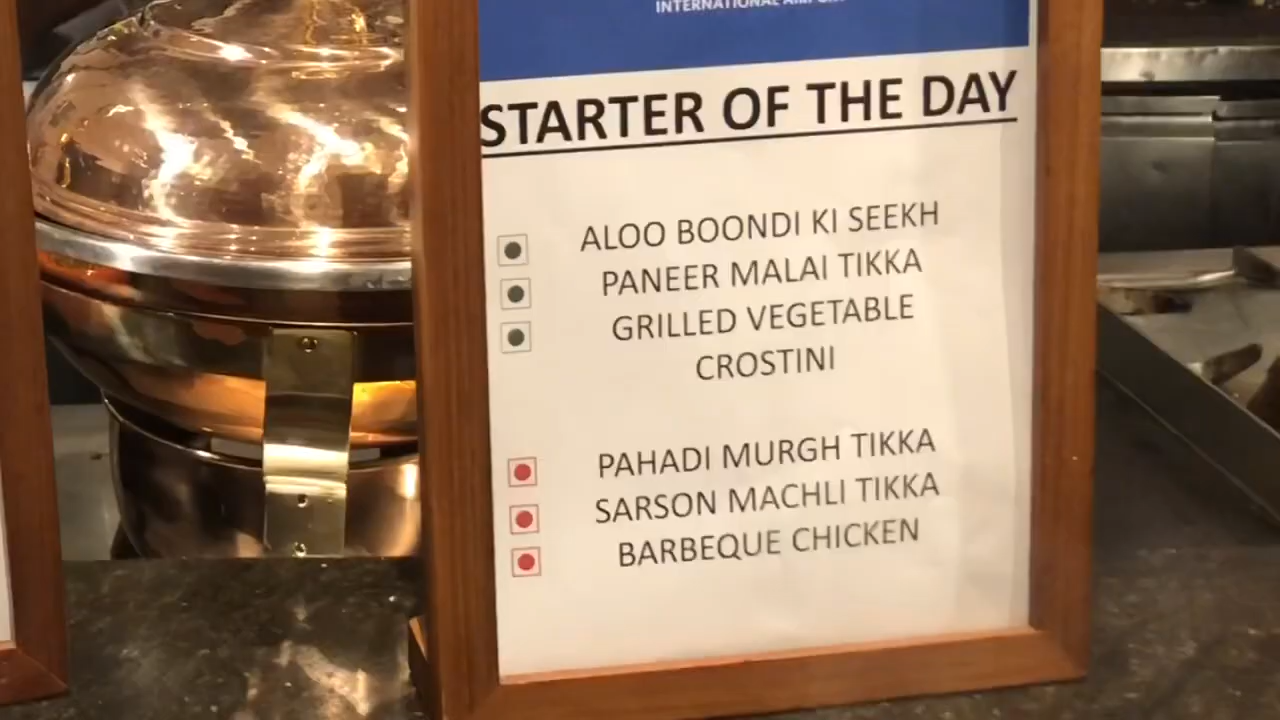 INTERNATIONAL AIRPORT
STARTER OF THE DAY
ALOO BOONDI KI SEEKH
PANEER MALAI TIKKA
GRILLED VEGETABLE
CROSTINI
PAHADI MURGH TIKKA
SARSON MACHLI TIKKA
BARBEQUE CHICKEN